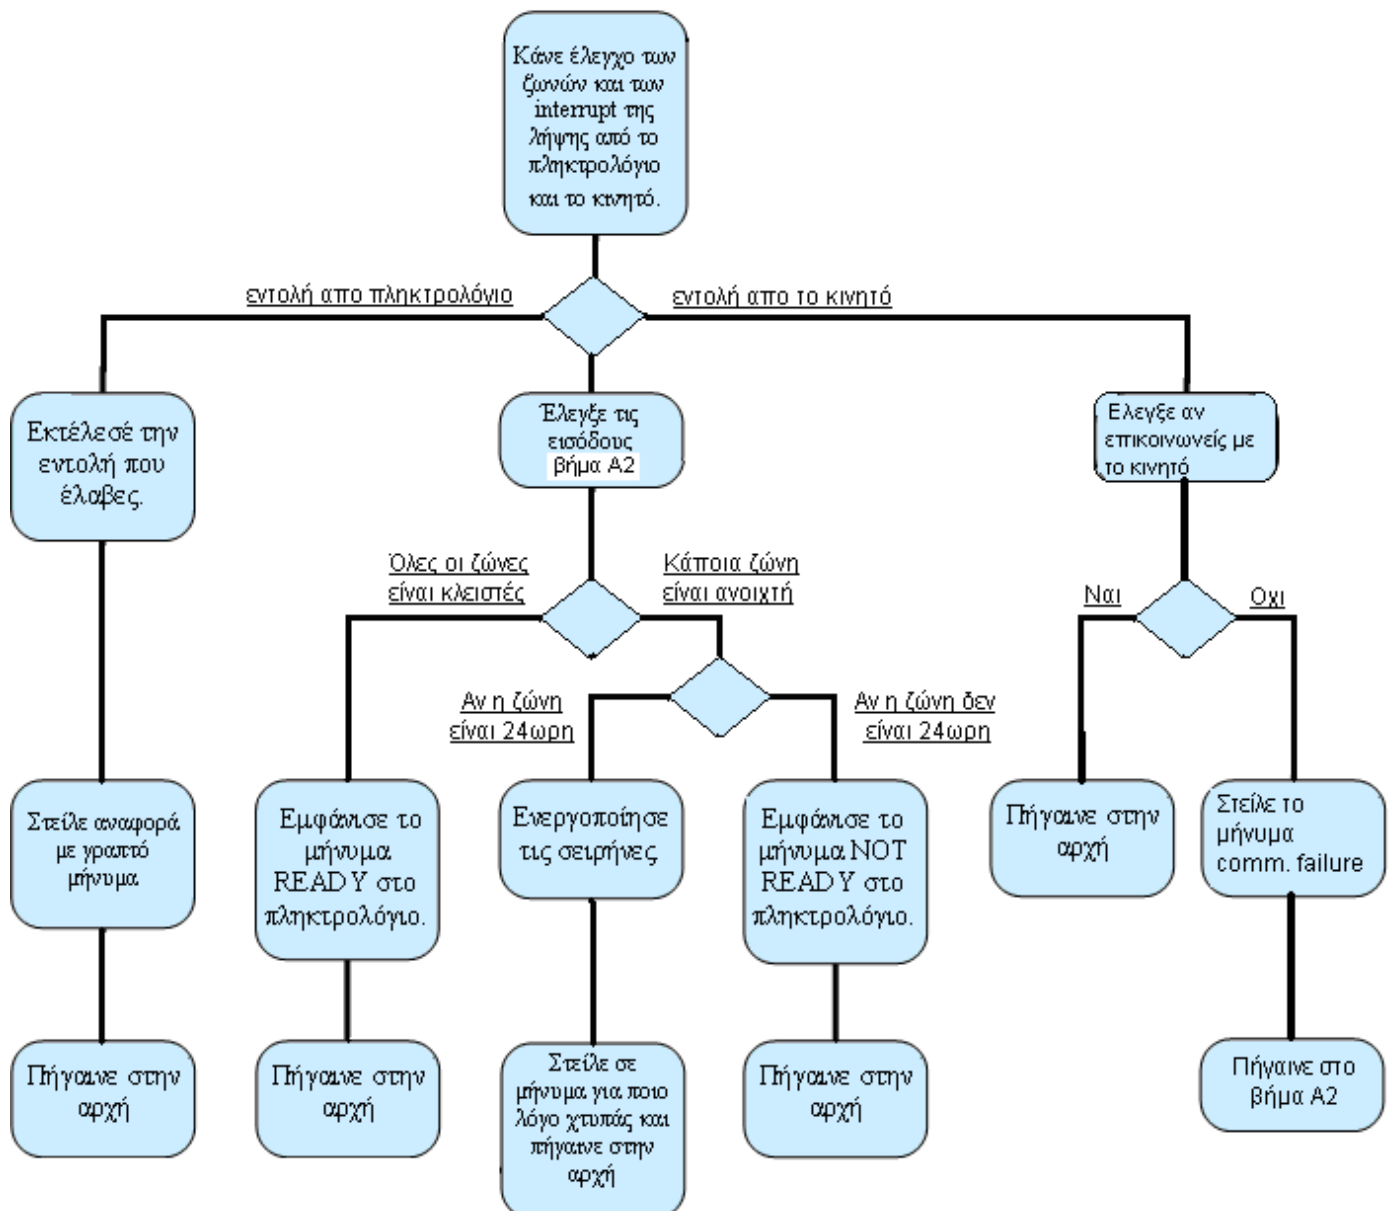 Κάνε έλεγχο των
ζωνών και των
interrupt της
λήψης από το
πληκτρολόγιο
και το κινητό.
εντολή απο πληκτρολόγιο
εντολή απο το κινητό
Εκτέλεσέ την
εντολή που
έλαβες.
Έλεγξε τις
εισόδους
βήμα Α2
Ελεγξε αν
επικοινωνείς με
το κινητό
Όλες οι ζώνες
είναι κλειστές
Κάποια ζώνη
είναι ανοιχτή
Ναι
Οχι
Αν η ζώνη
είναι 24ωρη
Αν η ζώνη δεν
είναι 24ωρη
Στείλε αναφορά
με γραπτό
μήνυμα
Εμφάνισε το
μήνυμα
READY στο
πληκτρολόγιο.
Ενεργοποίησε
τις σειρήνες
Εμφάνισε το
μήνυμα NOT
READY στο
πληκτρολόγιο.
Πήγαινε στην
αρχή
Στείλε το
μήνυμα
comm. failure
Πήγαινε στην
αρχή
Πήγαινε στην
αρχή
Στείλε σε
μήνυμα για ποιο
λόγο χτυπάς και
πήγαινε στην
αρχή
Πήγαινε στην
αρχή
Πήγαινε στο
βήμα Α2